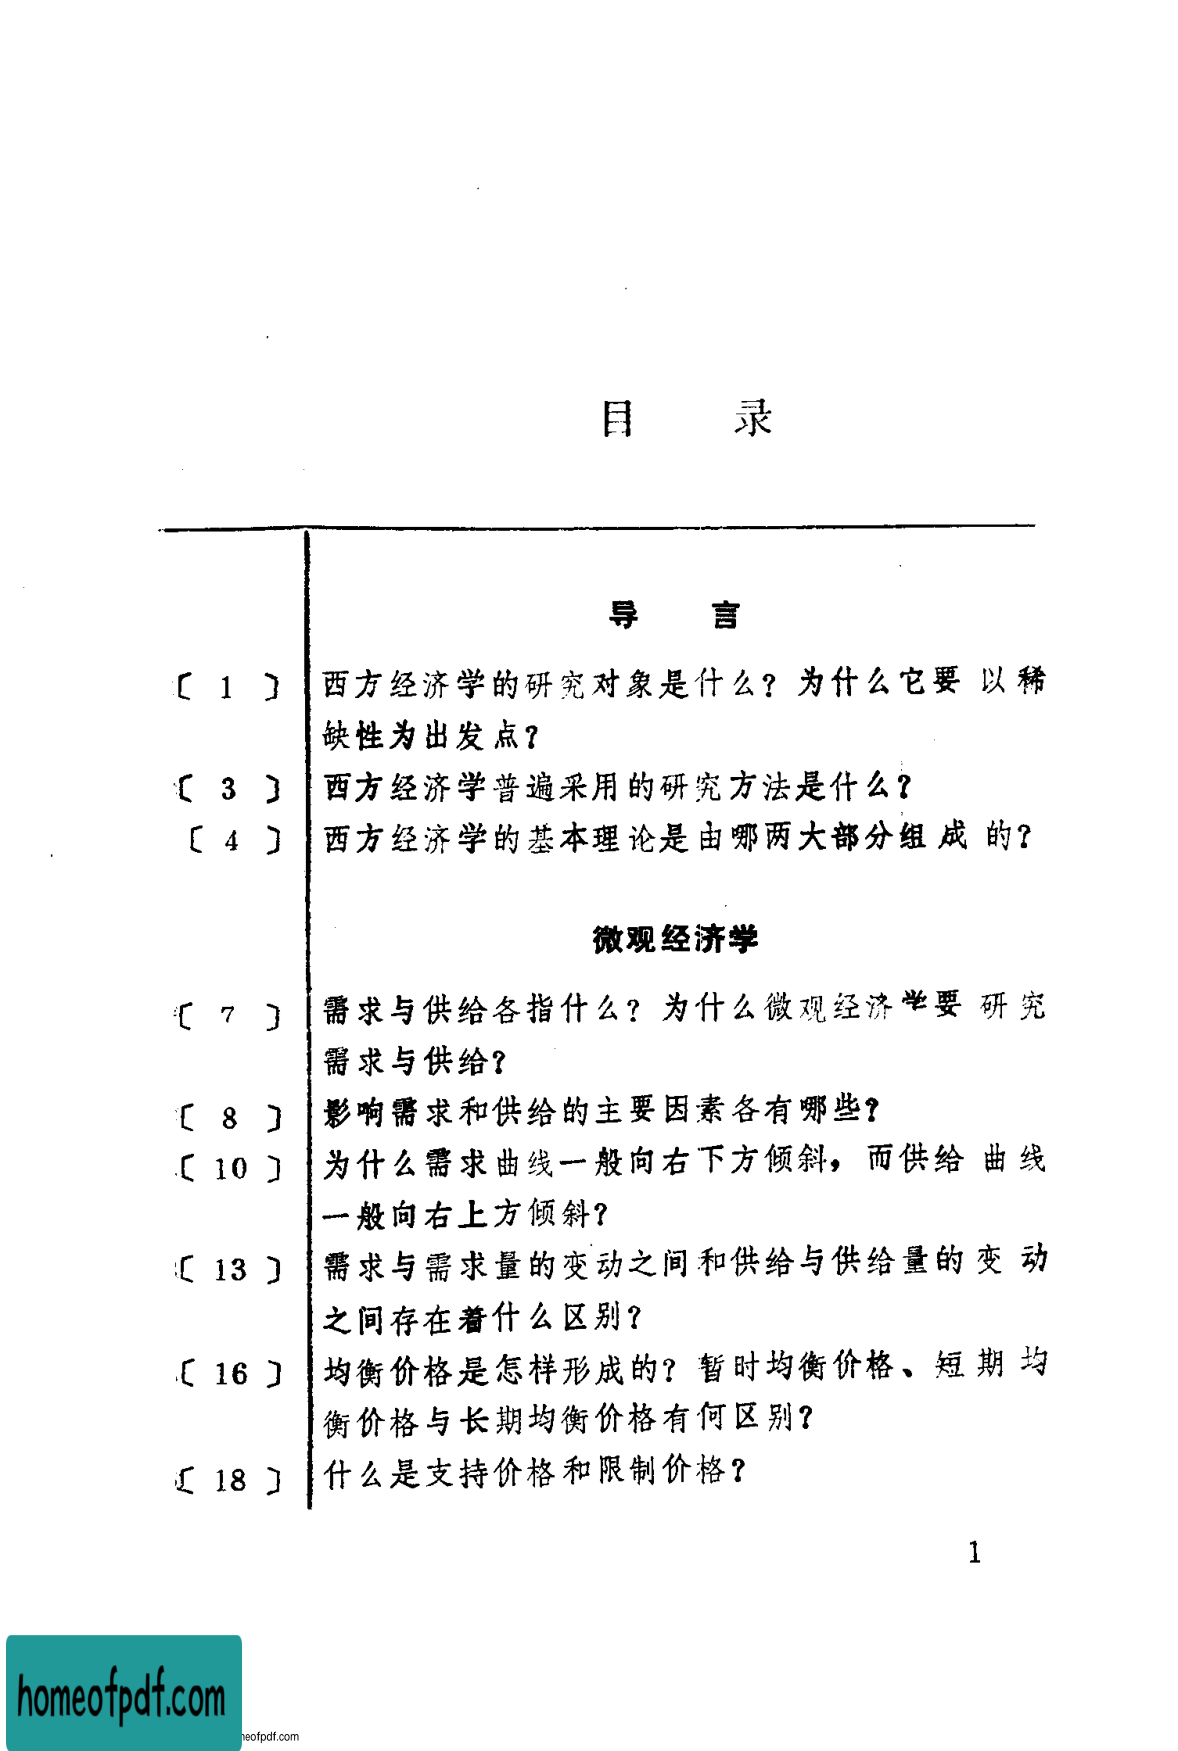 目 录
导 言
〔 1 〕 西方经济学的研究对象是什么？为什么它要以稀
缺性为出发点？
〔 3 〕 西方经济学普遍采用的研究方法是什么？
〔 4 〕 西方经济学的基本理论是由哪两大部分组成的？
微观经济学
〔 7 〕 需求与供给各指什么？为什么微观经济学要研究
需求与供给？
〔 8 〕 影响需求和供给的主要因素各有哪些？
〔 10 〕 为什么需求曲线一般向右下方倾斜，而供给曲线
一般向右上方倾斜？
〔 13 〕 需求与需求量的变动之间和供给与供给量的变动
之间存在着什么区别？
〔 16 〕 均衡价格是怎样形成的？暂时均衡价格、短期均
衡价格与长期均衡价格有何区别？
〔 18 〕 什么是支持价格和限制价格？
1
homeofpdf.com
neofpdf.com